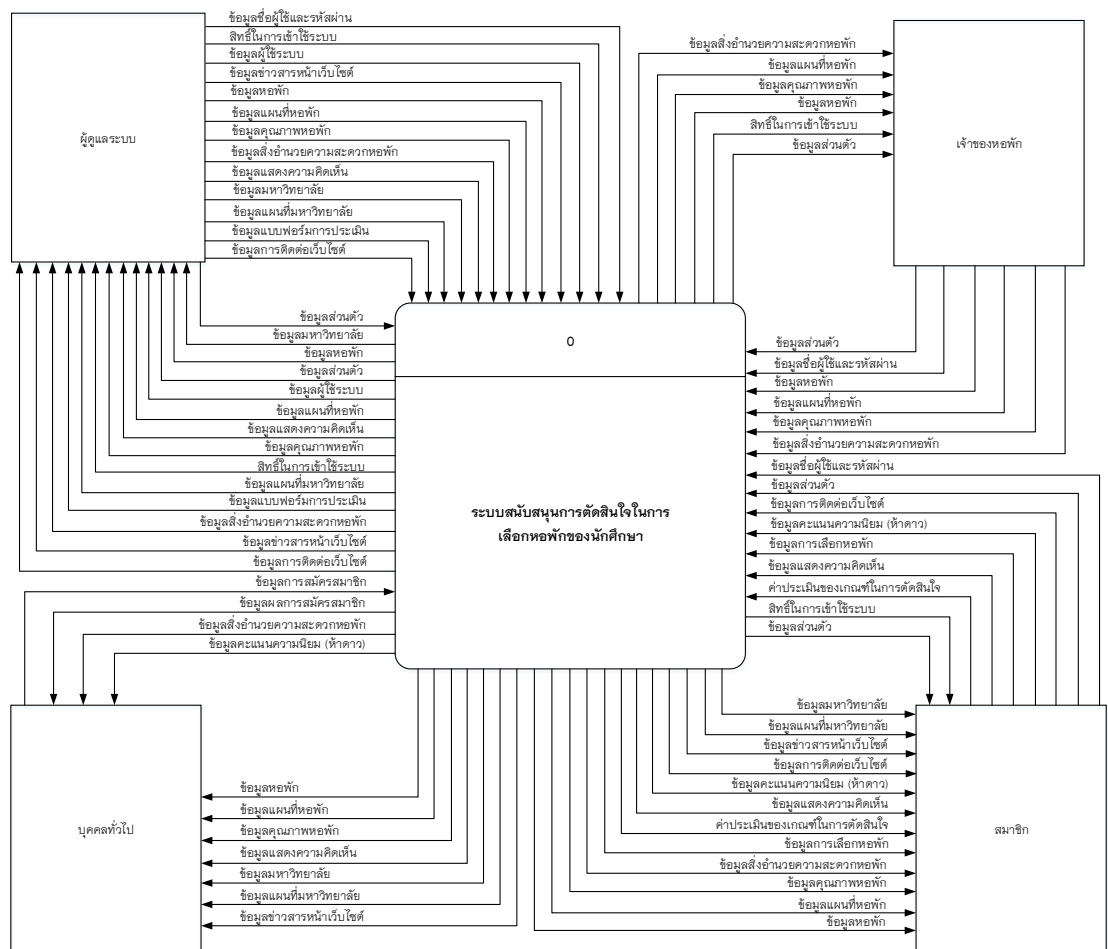 ข้อมูลชื่อผู้ใช้และรหัสผ่าน
สิทธิ์ในการเข้าใช้ระบบ
ข้อมูลผู้ใช้ระบบ
ข้อมูลข่าวสารหน้าเว็บไซต์
ข้อมูลหอพัก
ข้อมูลแผนที่หอพัก
ข้อมูลคุณภาพหอพัก
ข้อมูลสิ่งอำนวยความสะดวกหอพัก
ข้อมูลแสดงความคิดเห็น
ข้อมูลมหาวิทยาลัย
ข้อมูลแผนที่มหาวิทยาลัย
ข้อมูลแบบฟอร์มการประเมิน
ข้อมูลการติดต่อเว็บไซต์
ผู้ดูแลระบบ
ข้อมูลสิ่งอำนวยความสะดวกหอพัก
ข้อมูลแผนที่หอพัก
ข้อมูลคุณภาพหอพัก
ข้อมูลหอพัก
สิทธิ์ในการเข้าใช้ระบบ
ข้อมูลส่วนตัว
เจ้าของหอพัก
ข้อมูลส่วนตัว
ข้อมูลมหาวิทยาลัย
ข้อมูลหอพัก
ข้อมูลส่วนตัว
ข้อมูลผู้ใช้ระบบ
ข้อมูลแผนที่หอพัก
ข้อมูลแสดงความคิดเห็น
ข้อมูลคุณภาพหอพัก
สิทธิ์ในการเข้าใช้ระบบ
ข้อมูลแผนที่มหาวิทยาลัย
ข้อมูลแบบฟอร์มการประเมิน
ข้อมูลสิ่งอำนวยความสะดวกหอพัก
ข้อมูลข่าวสารหน้าเว็บไซต์
ข้อมูลการติดต่อเว็บไซต์
ข้อมูลการสมัครสมาชิก
ข้อมูลผลการสมัครสมาชิก
ข้อมูลสิ่งอำนวยความสะดวกหอพัก
ข้อมูลคะแนนความนิยม (ห้าดาว)
0
ระบบสนับสนุนการตัดสินใจในการ
เลือกหอพักของนักศึกษา
ข้อมูลส่วนตัว
ข้อมูลชื่อผู้ใช้และรหัสผ่าน
ข้อมูลหอพัก
ข้อมูลแผนที่หอพัก
ข้อมูลคุณภาพหอพัก
ข้อมูลสิ่งอำนวยความสะดวกหอพัก
ข้อมูลชื่อผู้ใช้และรหัสผ่าน
ข้อมูลส่วนตัว
ข้อมูลการติดต่อเว็บไซต์
ข้อมูลคะแนนความนิยม (ห้าดาว)
ข้อมูลการเลือกหอพัก
ข้อมูลแสดงความคิดเห็น
ค่าประเมินของเกณฑ์ในการตัดสินใจ
สิทธิ์ในการเข้าใช้ระบบ
ข้อมูลส่วนตัว
บุคคลทั่วไป
ข้อมูลหอพัก
ข้อมูลแผนที่หอพัก
ข้อมูลคุณภาพหอพัก
ข้อมูลแสดงความคิดเห็น
ข้อมูลมหาวิทยาลัย
ข้อมูลแผนที่มหาวิทยาลัย
ข้อมูลข่าวสารหน้าเว็บไซต์
ข้อมูลมหาวิทยาลัย
ข้อมูลแผนที่มหาวิทยาลัย
ข้อมูลข่าวสารหน้าเว็บไซต์
ข้อมูลการติดต่อเว็บไซต์
ข้อมูลคะแนนความนิยม (ห้าดาว)
ข้อมูลแสดงความคิดเห็น
ค่าประเมินของเกณฑ์ในการตัดสินใจ
ข้อมูลการเลือกหอพัก
ข้อมูลสิ่งอำนวยความสะดวกหอพัก
ข้อมูลคุณภาพหอพัก
ข้อมูลแผนที่หอพัก
ข้อมูลหอพัก
สมาชิก